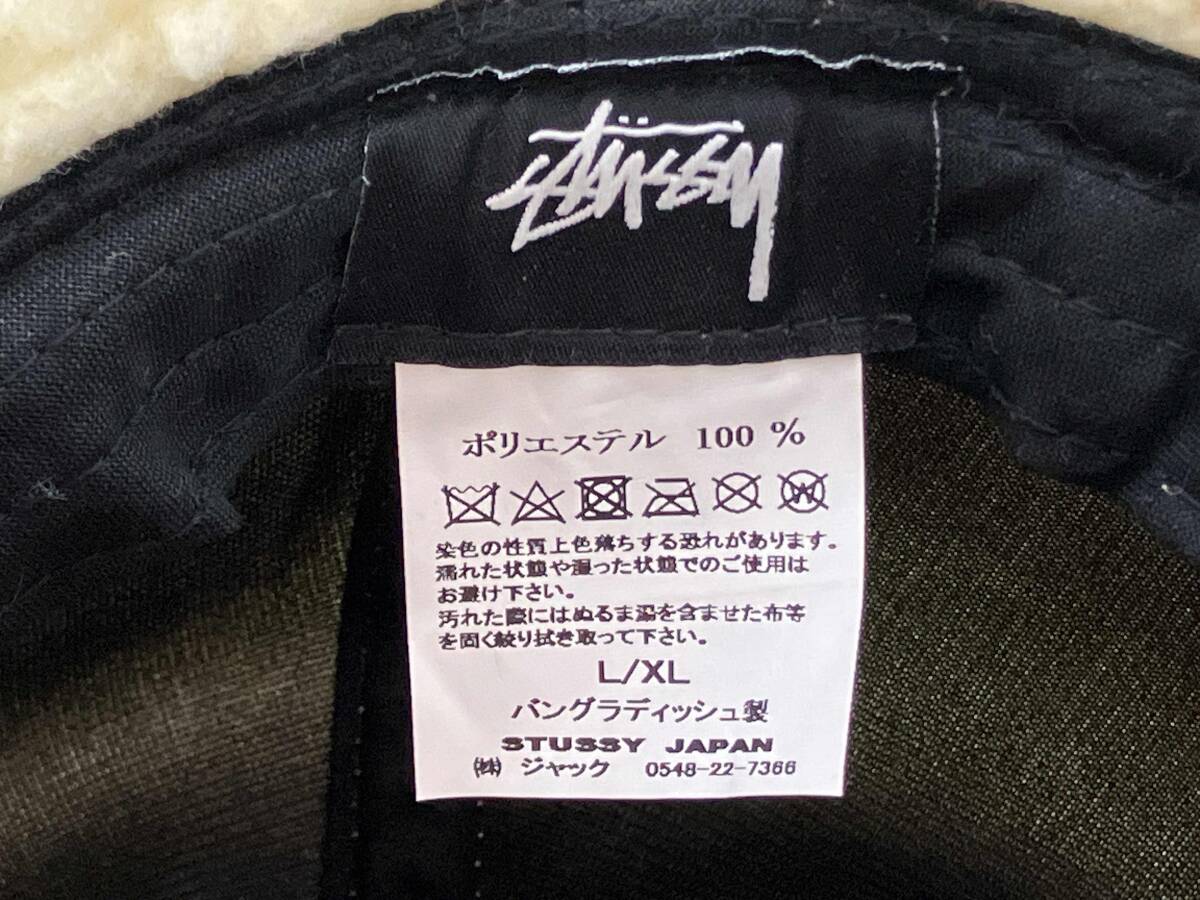 Stüssy
ポリエステル 100 %
W
染色の性質上色落ちする恐れがあります。
濡れた状態や湿った状態でのご使用は
お避け下さい。
汚れた際にはぬるま湯を含ませた布等
を固く絞り拭き取って下さい。
L/XL
バングラディッシュ製
STUSSY JAPAN
㈱ ジャック 0548-22-7366